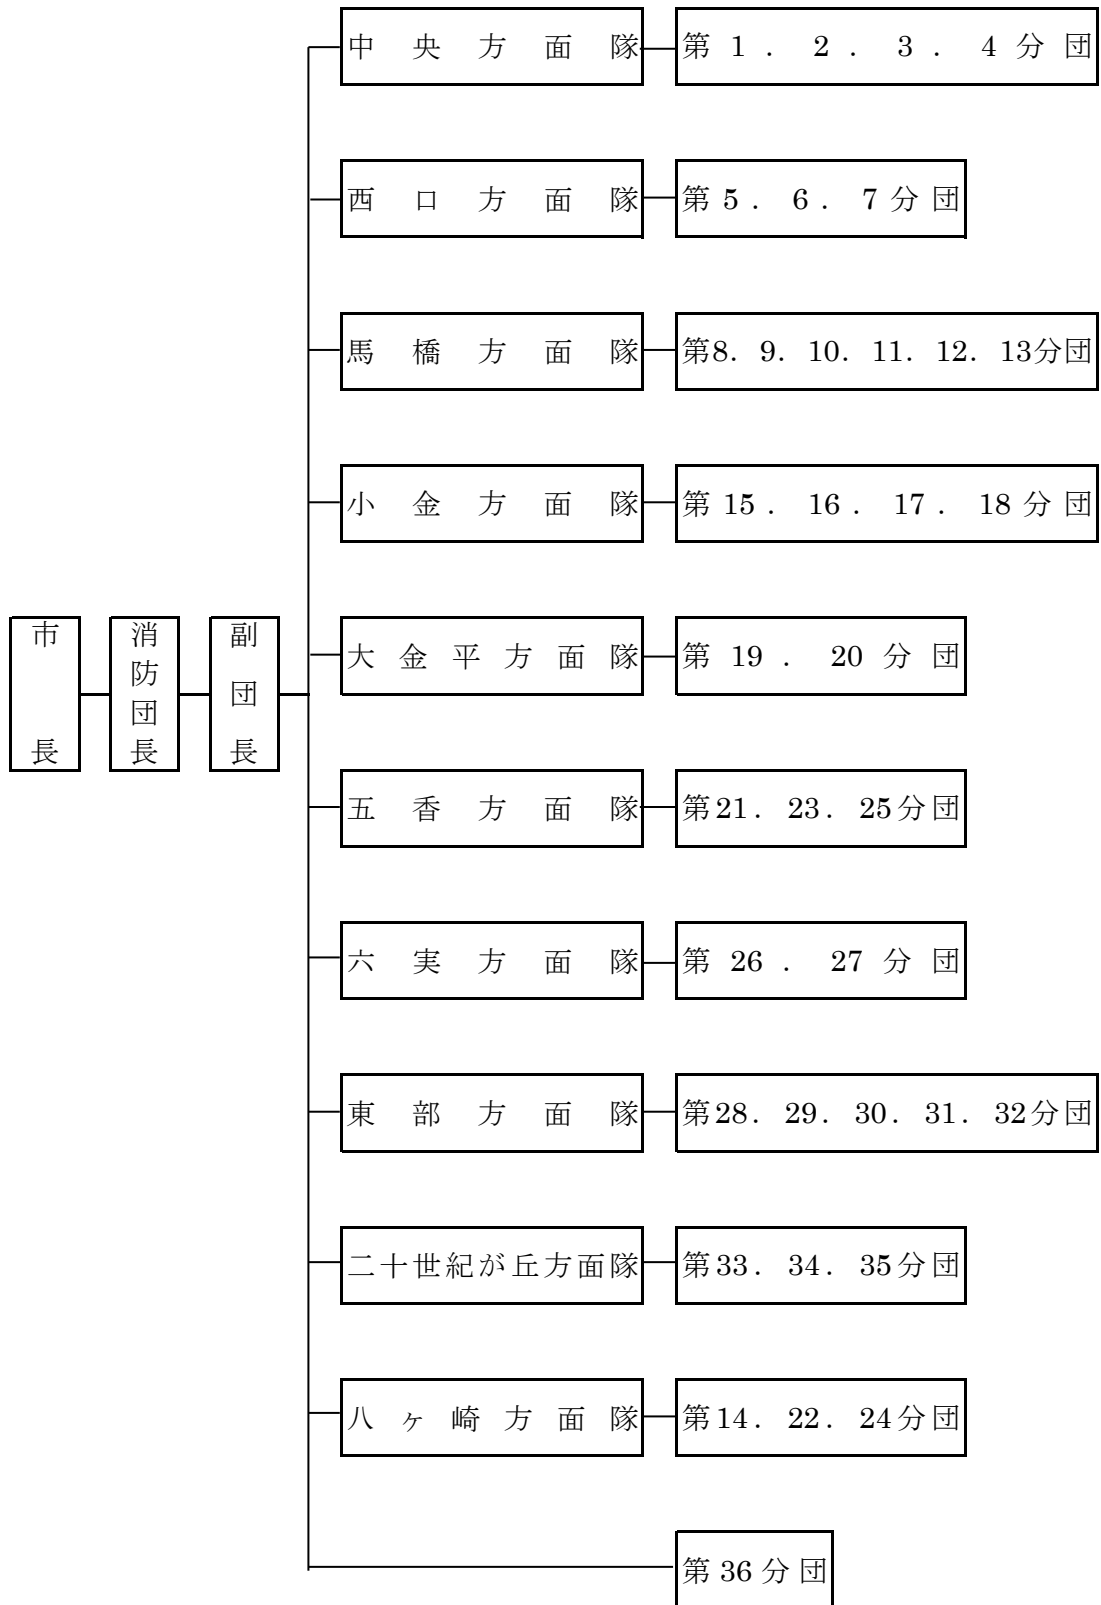 中央方面隊 第1．2．3．4分団
西口方面隊 第5．6．7分団
馬橋方面隊 第8．9．10．11．12．13分団
小金方面隊 第15．16．17．18分団
市長 消防団長 副団長
大金平方面隊 第19．20分団
五香方面隊 第21．23．25分団
六実方面隊 第26．27分団
東部方面隊 第28．29．30．31．32分団
二十世紀が丘方面隊 第33．34．35分団
八ヶ崎方面隊 第14．22．24分団
第36分団